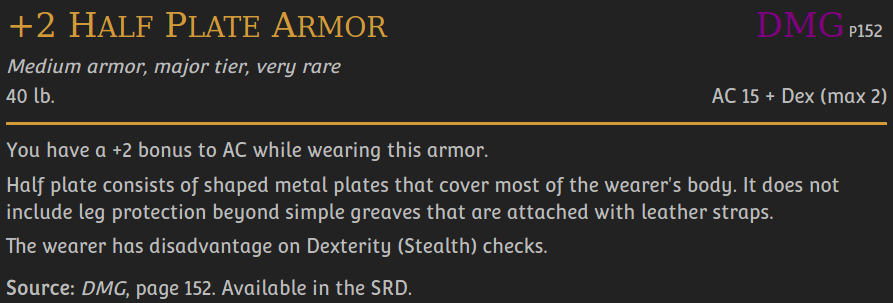 +2 Half Plate Armor DMG p152
Medium armor, major tier, very rare
40 lb. AC 15 + Dex (max 2)
You have a +2 bonus to AC while wearing this armor.
Half plate consists of shaped metal plates that cover most of the wearer's body. It does not
include leg protection beyond simple greaves that are attached with leather straps.
The wearer has disadvantage on Dexterity (Stealth) checks.
Source: DMG, page 152. Available in the SRD.